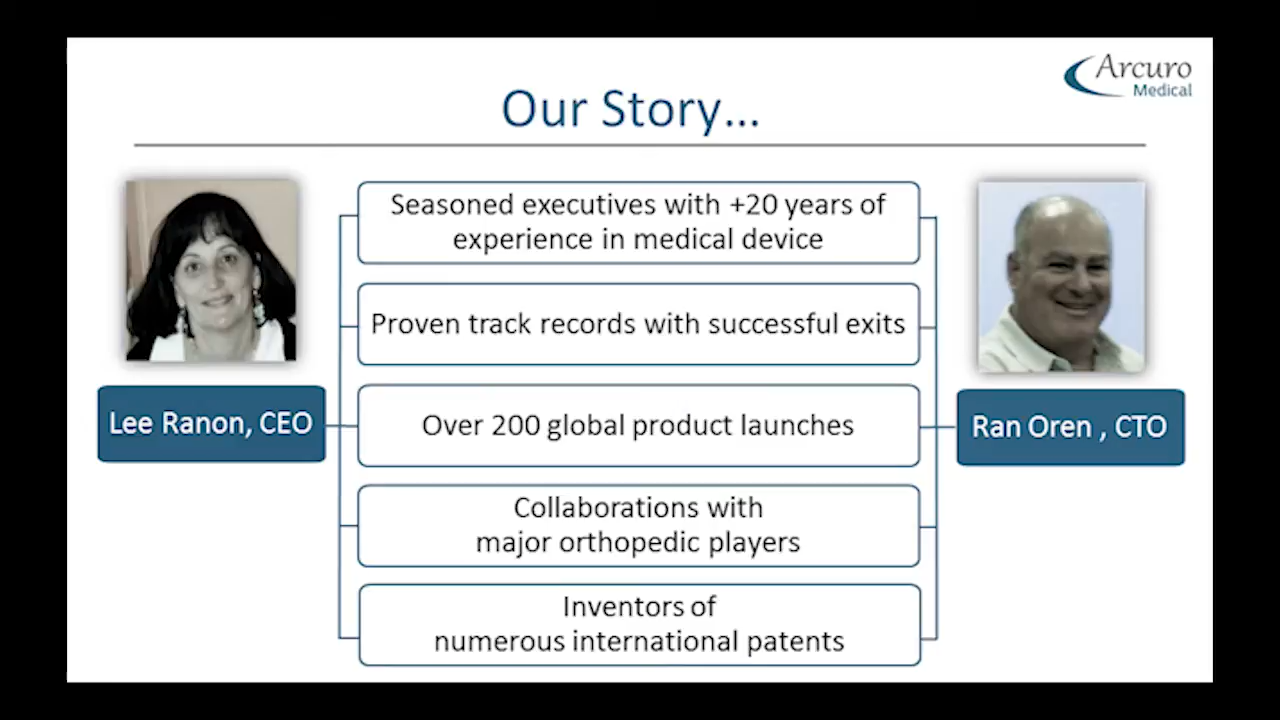 Arcuro
Medical
Our Story...
Seasoned executives with +20 years of
experience in medical device
Proven track records with successful exits
Lee Ranon, CEO
Over 200 global product launches
Ran Oren , CTO
Collaborations with
major orthopedic players
Inventors of
numerous international patents